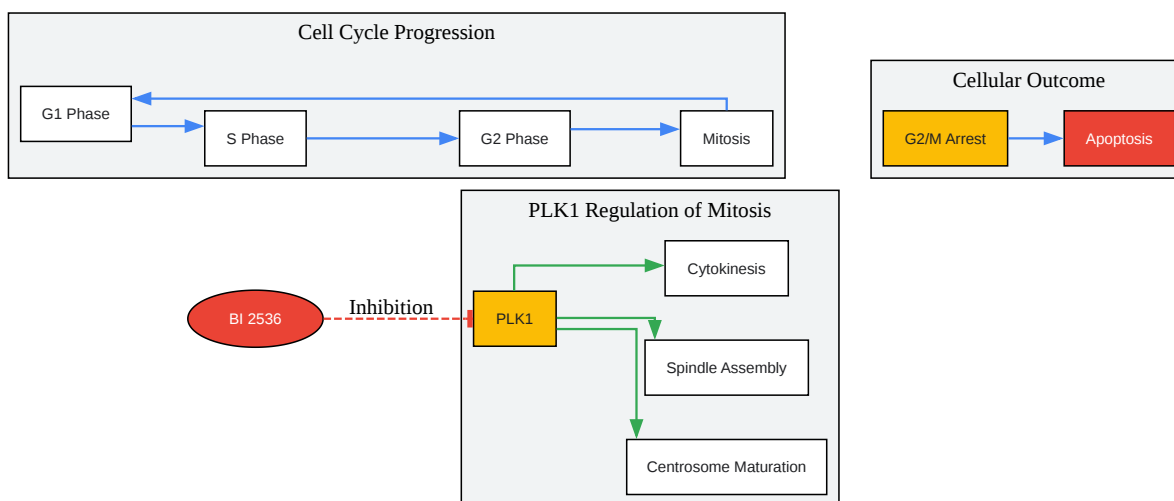 Cell Cycle Progression
G1 Phase
S Phase
G2 Phase
Mitosis
Cellular Outcome
G2/M Arrest
Apoptosis
PLK1 Regulation of Mitosis
Cytokinesis
BI 2536
Inhibition
PLK1
Spindle Assembly
Centrosome Maturation